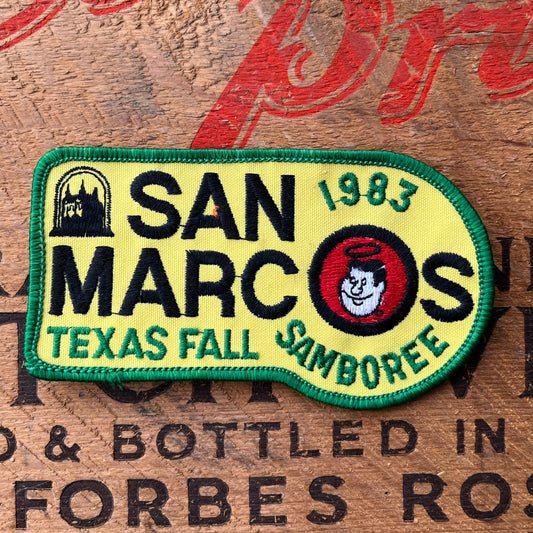 SAN
1983
MARCOS
TEXAS FALL
SAMBOREE
& BOTTLED IN
FORBES ROS